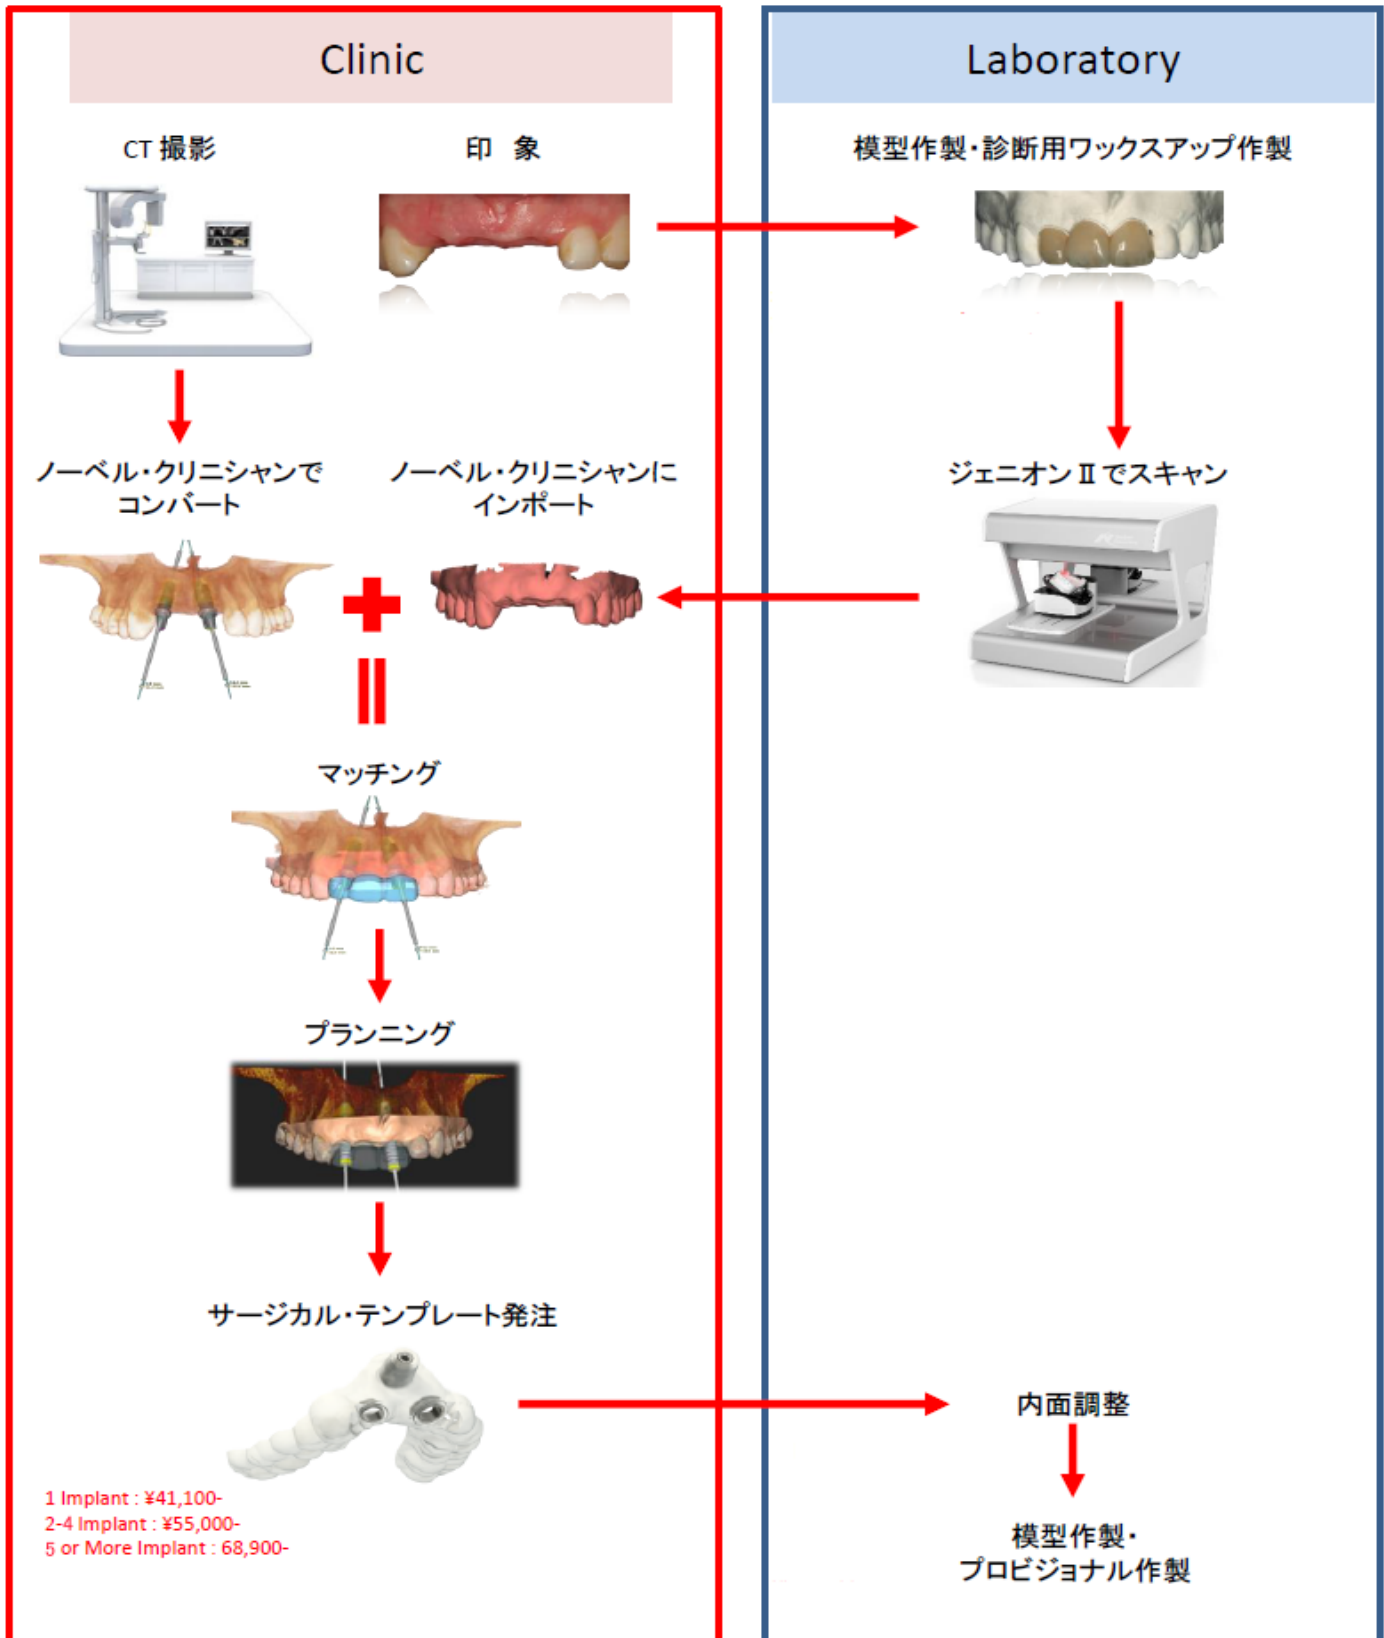 Clinic
Laboratory
CT 撮影
印 象
模型作製・診断用ワックスアップ作製
ノーベル・クリニシャンで
コンバート
ノーベル・クリニシャンに
インポート
ジェニオン Ⅱ でスキャン
マッチング
プランニング
サージカル・テンプレート発注
1 Implant : ¥41,100-
2-4 Implant : ¥55,000-
5 or More Implant : 68,900-
内面調整
模型作製・
プロビジョナル作製